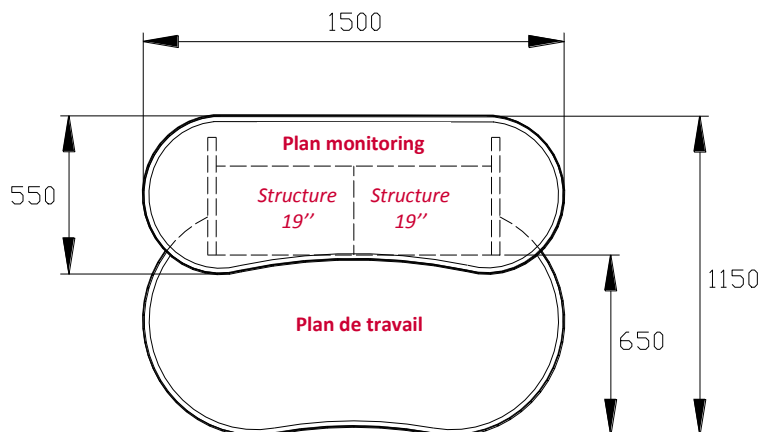 1500
Plan monitoring
550
Structure Structure
19’’ 19’’
1150
Plan de travail
650